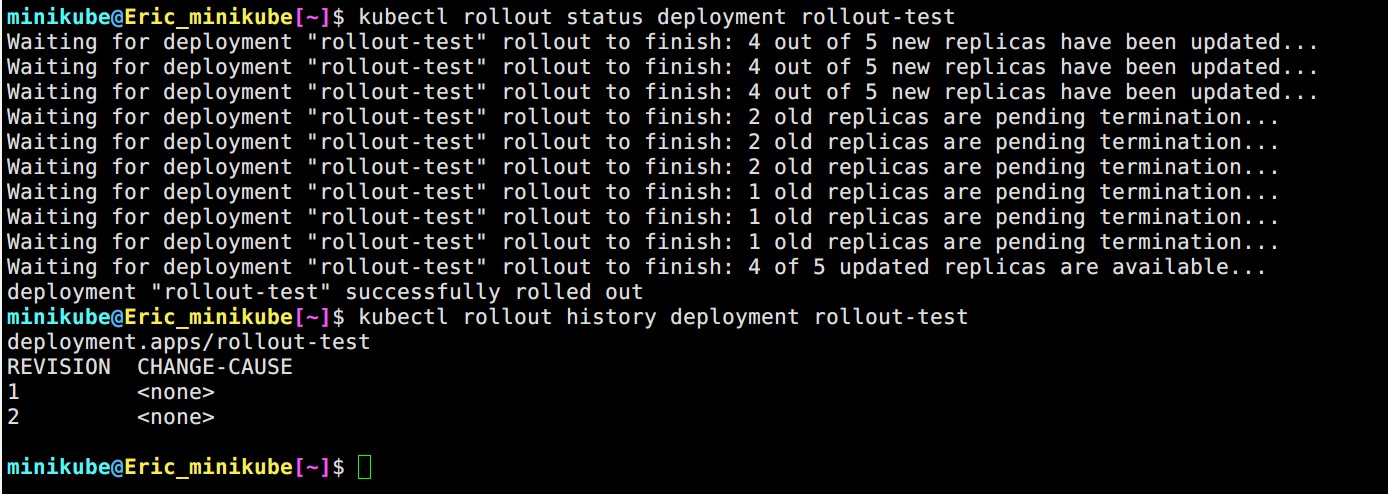 minikube@Eric_minikube[~]$ kubectl rollout status deployment rollout-test
Waiting for deployment "rollout-test" rollout to finish: 4 out of 5 new replicas have been updated...
Waiting for deployment "rollout-test" rollout to finish: 4 out of 5 new replicas have been updated...
Waiting for deployment "rollout-test" rollout to finish: 4 out of 5 new replicas have been updated...
Waiting for deployment "rollout-test" rollout to finish: 2 old replicas are pending termination...
Waiting for deployment "rollout-test" rollout to finish: 2 old replicas are pending termination...
Waiting for deployment "rollout-test" rollout to finish: 2 old replicas are pending termination...
Waiting for deployment "rollout-test" rollout to finish: 1 old replicas are pending termination...
Waiting for deployment "rollout-test" rollout to finish: 1 old replicas are pending termination...
Waiting for deployment "rollout-test" rollout to finish: 1 old replicas are pending termination...
Waiting for deployment "rollout-test" rollout to finish: 4 of 5 updated replicas are available...
deployment "rollout-test" successfully rolled out
minikube@Eric_minikube[~]$ kubectl rollout history deployment rollout-test
deployment.apps/rollout-test
REVISION  CHANGE-CAUSE
1         <none>
2         <none>
minikube@Eric_minikube[~]$